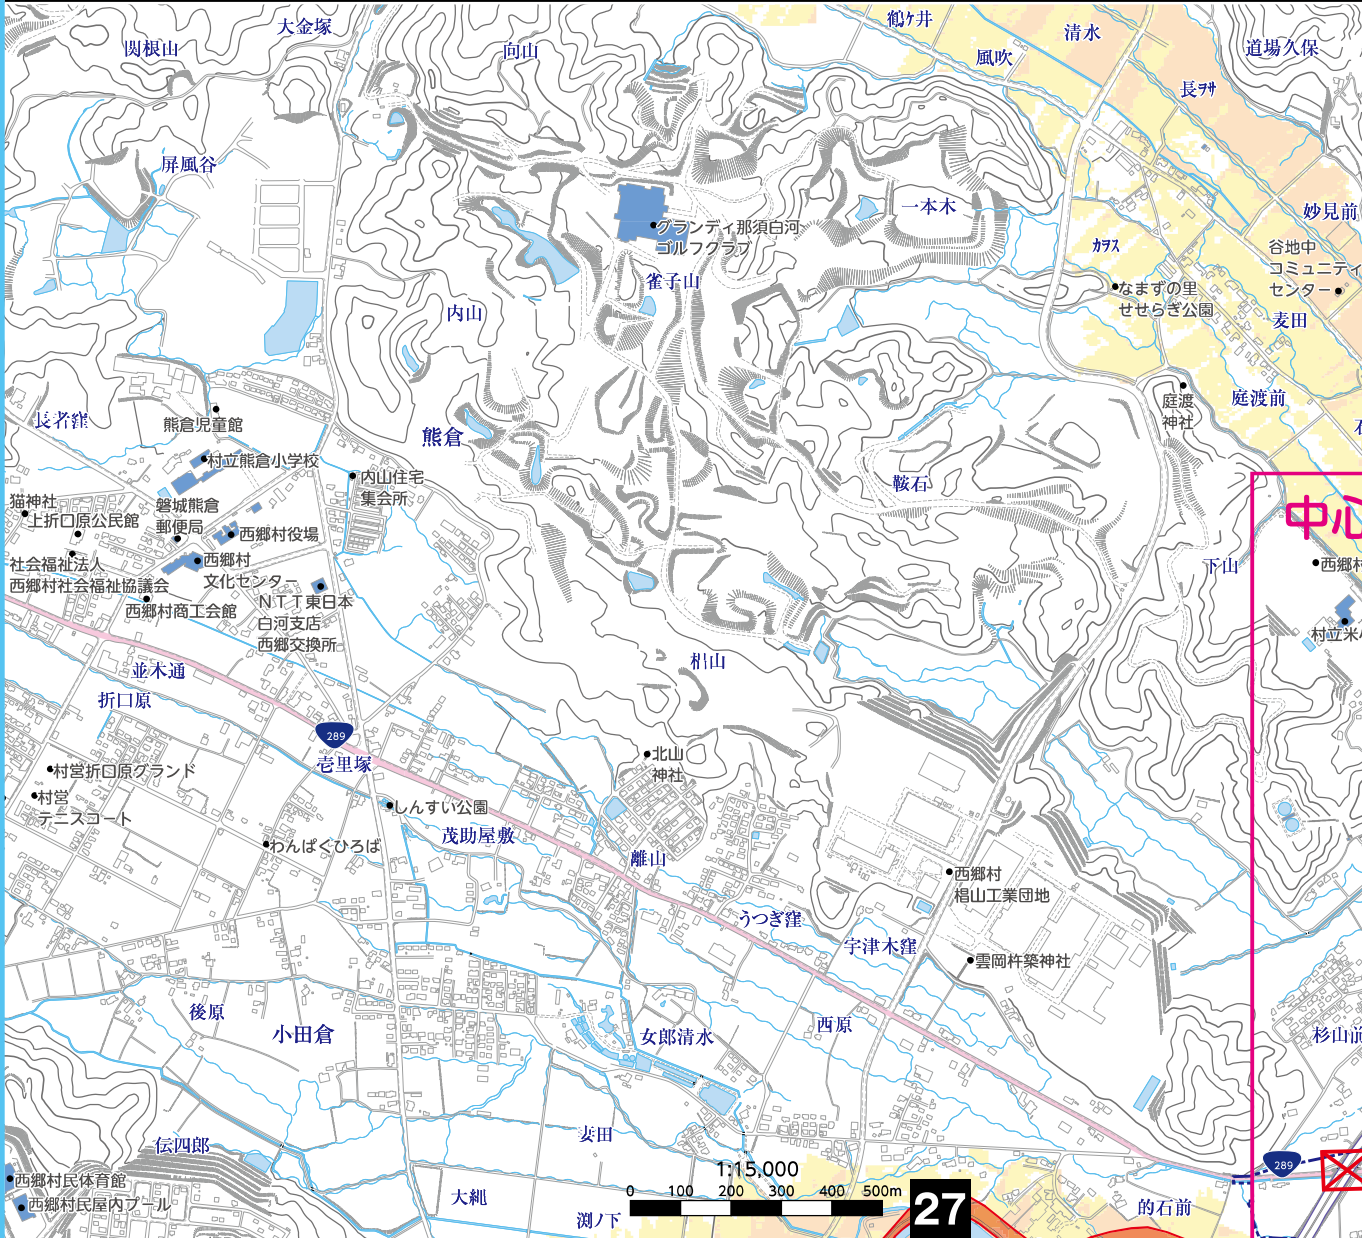 大金塚
関根山
向山
鶴ケ井
清水
風吹
道場久保
長ヲサ
屏風谷
一本木
妙見前
グランディ那須白河
ゴルフクラブ
カヲス
谷地中
コミュニティ
センター
雀子山
なまずの里
せせらぎ公園
内山
麦田
長者窪
熊倉児童館
庭渡
神社
庭渡前
熊倉
村立熊倉小学校
内山住宅
集会所
鞍石
猫神社
上折口原公民館
磐城熊倉
郵便局
西郷村役場
中心
社会福祉法人
西郷村社会福祉協議会
西郷村
文化センター
下山
西郷村
西郷村商工会館
NTT東日本
白河支店
西郷交換所
村立米
並木通
椙山
折口原
289
壱里塚
北山
神社
村営折口原グランド
村営
テニスコート
しんすい公園
茂助屋敷
わんぱくひろば
離山
西郷村
椙山工業団地
うつぎ窪
宇津木窪
雲岡杵築神社
後原
小田倉
女郎清水
西原
杉山前
伝四郎
妻田
西郷村民体育館
西郷村民屋内プール
大縄
渕ノ下
1:15,000
0 100 200 300 400 500m
27
289
的石前